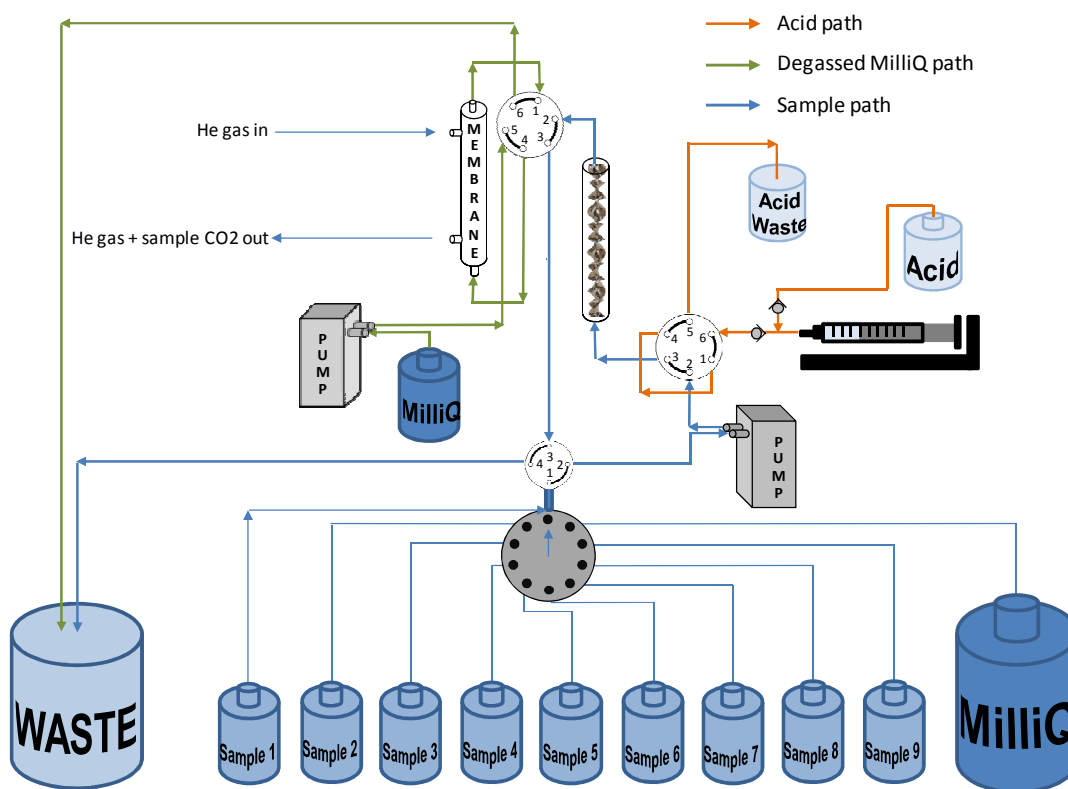 Acid path
Degassed MilliQ path
Sample path
He gas in
He gas + sample CO2 out
MEMBRANE
6 1
5 2
4 3
Acid
Waste
Acid
5
4 6
3 1
2
PUMP
MilliQ
PUMP
3
4 2
1
WASTE
Sample 1
Sample 2
Sample 3
Sample 4
Sample 5
Sample 6
Sample 7
Sample 8
Sample 9
MilliQ